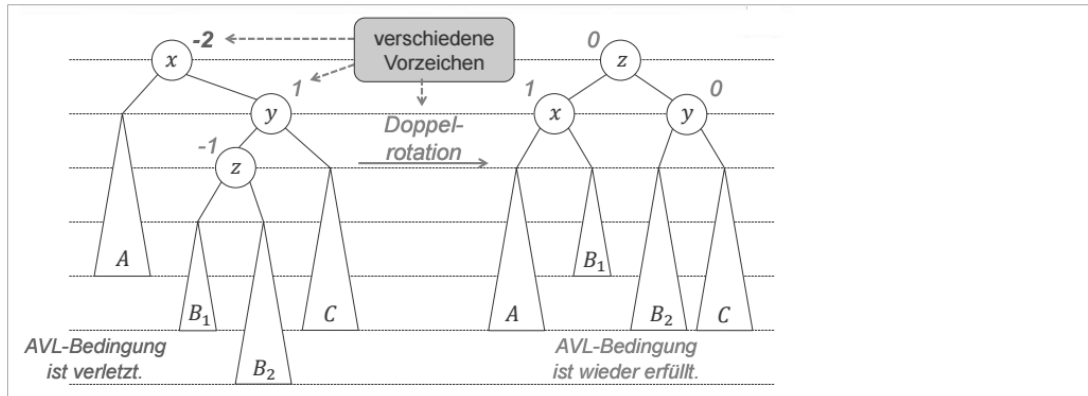 verschiedene
Vorzeichen
-2
x
1
y
-1
z
A
B₁
B₂
C
AVL-Bedingung
ist verletzt.
Doppel-
rotation
0
z
1
x
0
y
A
B₁
B₂
C
AVL-Bedingung
ist wieder erfüllt.